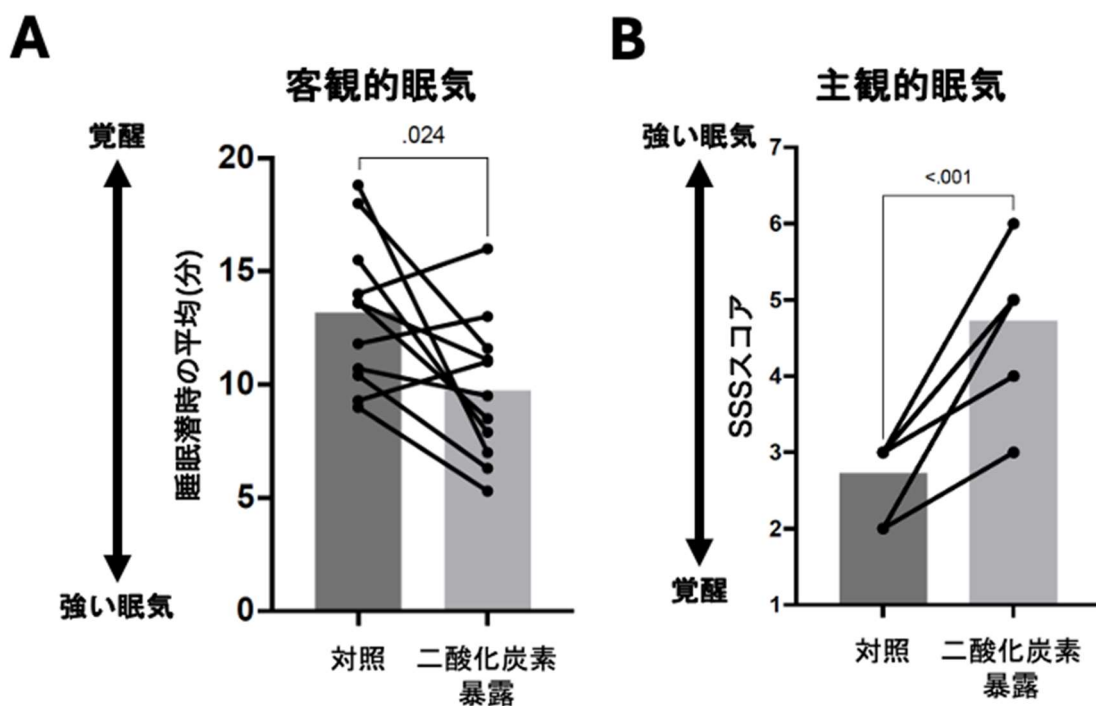 A
客観的眠気
覚醒
強い眠気
睡眠潜時の平均(分)
20
15
10
5
0
.024
対照
二酸化炭素
暴露
B
主観的眠気
強い眠気
覚醒
SSSスコア
7
6
5
4
3
2
1
<.001
対照
二酸化炭素
暴露